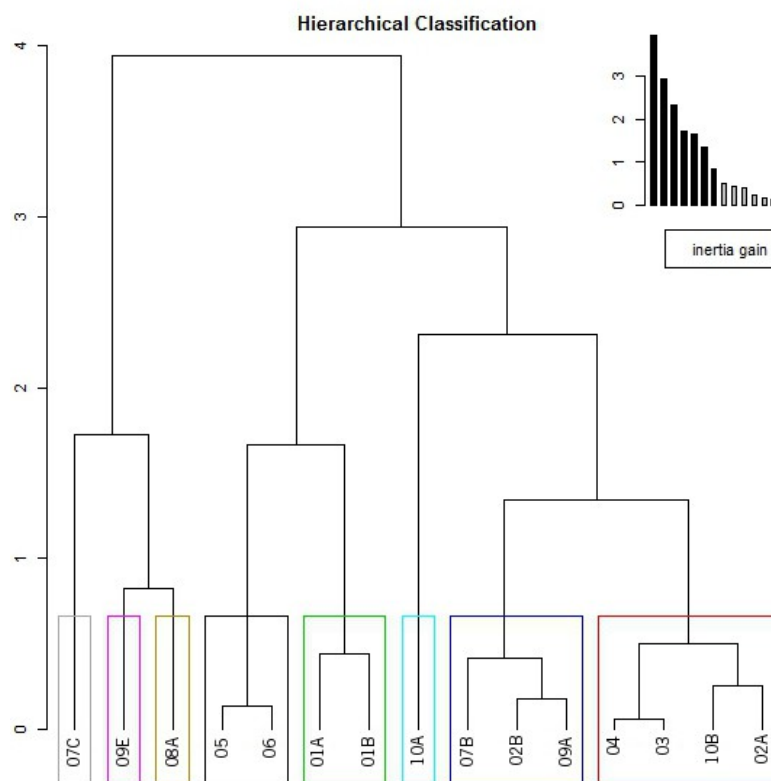 Hierarchical Classification
4
3
2
1
0
3
2
1
0
inertia gain
07C
09E
08A
05
06
01A
01B
10A
07B
02B
09A
04
03
10B
02A